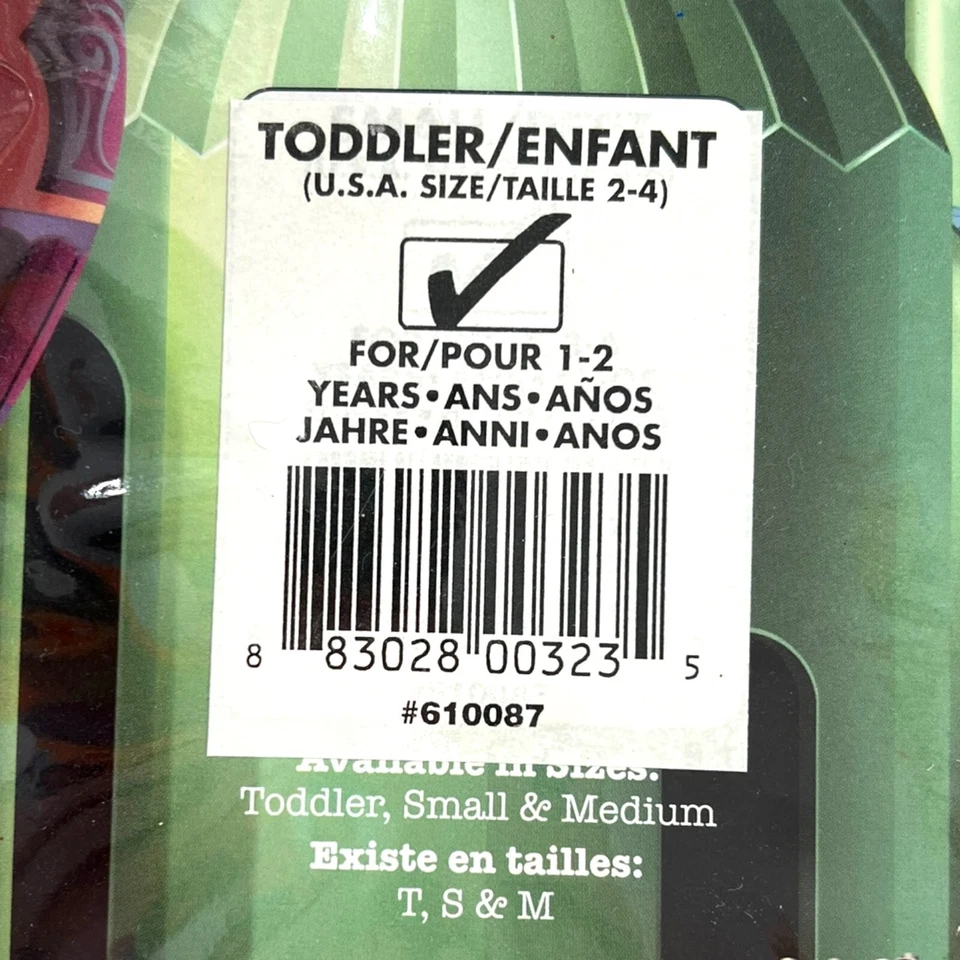 TODDLER/ENFANT
(U.S.A. SIZE/TAILLE 2-4)
FOR/POUR 1-2
YEARS•ANS•AÑOS
JAHRE•ANNI•ANOS
8 83028 00323 5
#610087
Available in Sizes:
Toddler, Small & Medium
Existe en tailles:
T, S & M